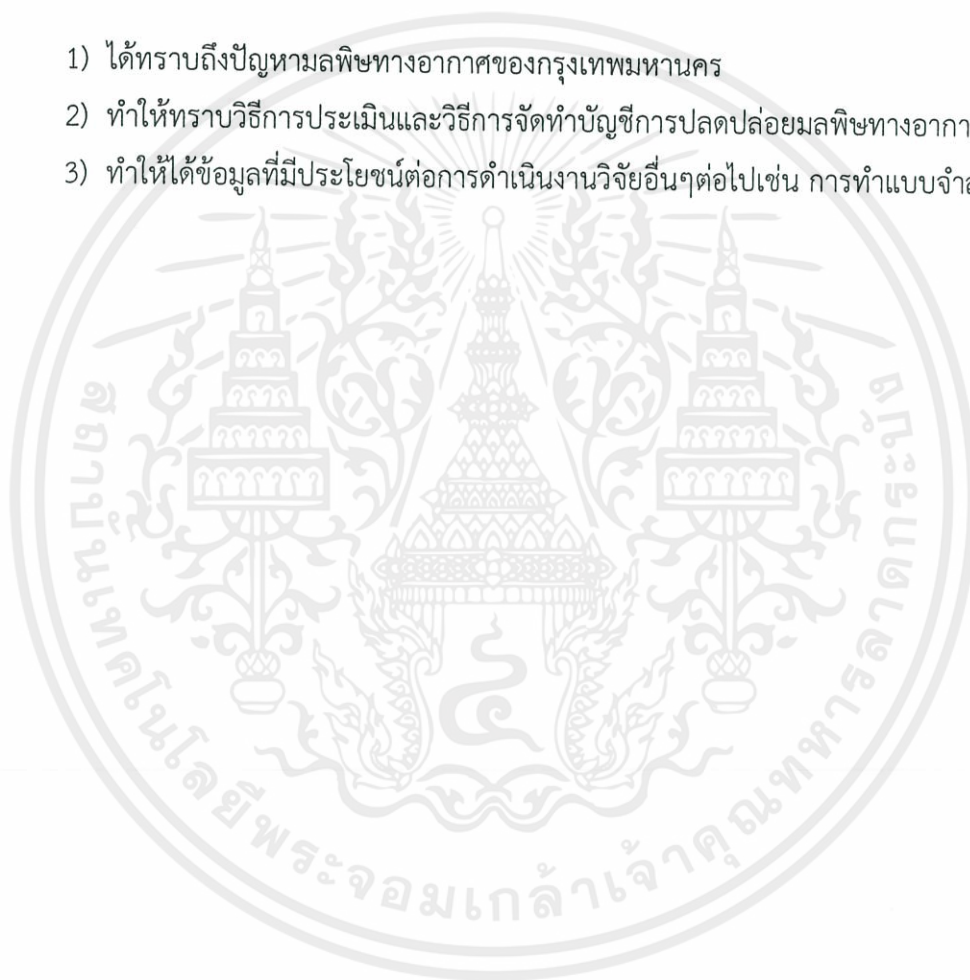 1) ได้ทราบถึงปัญหามลพิษทางอากาศของกรุงเทพมหานคร
2) ทำให้ทราบวิธีการประเมินและวิธีการจัดทำบัญชีการปลดปล่อยมลพิษทางอากา
3) ทำให้ได้ข้อมูลที่มีประโยชน์ต่อการดำเนินงานวิจัยอื่นๆต่อไปเช่น การทำแบบจำล
สถาบันเทคโนโลยีพระจอมเกล้าเจ้าคุณทหารลาดกระบัง